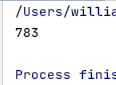 /Users/willia
783
Process finis